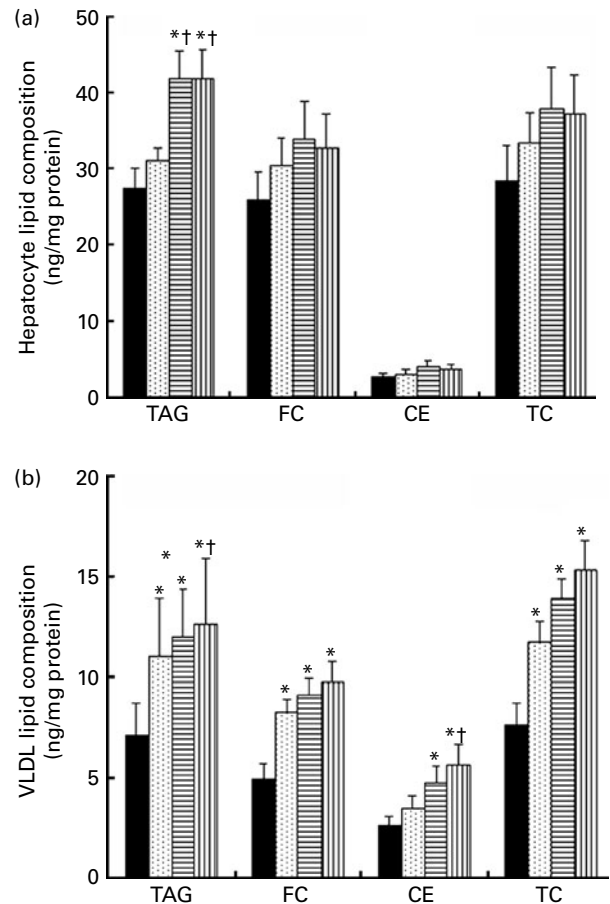 (a)
Hepatocyte lipid composition
(ng/mg protein)
50
40
30
20
10
0
*† *†
TAG FC CE TC
(b)
VLDL lipid composition
(ng/mg protein)
20
15
10
5
0
* * * *†
* * *
* *†
* * *
TAG FC CE TC